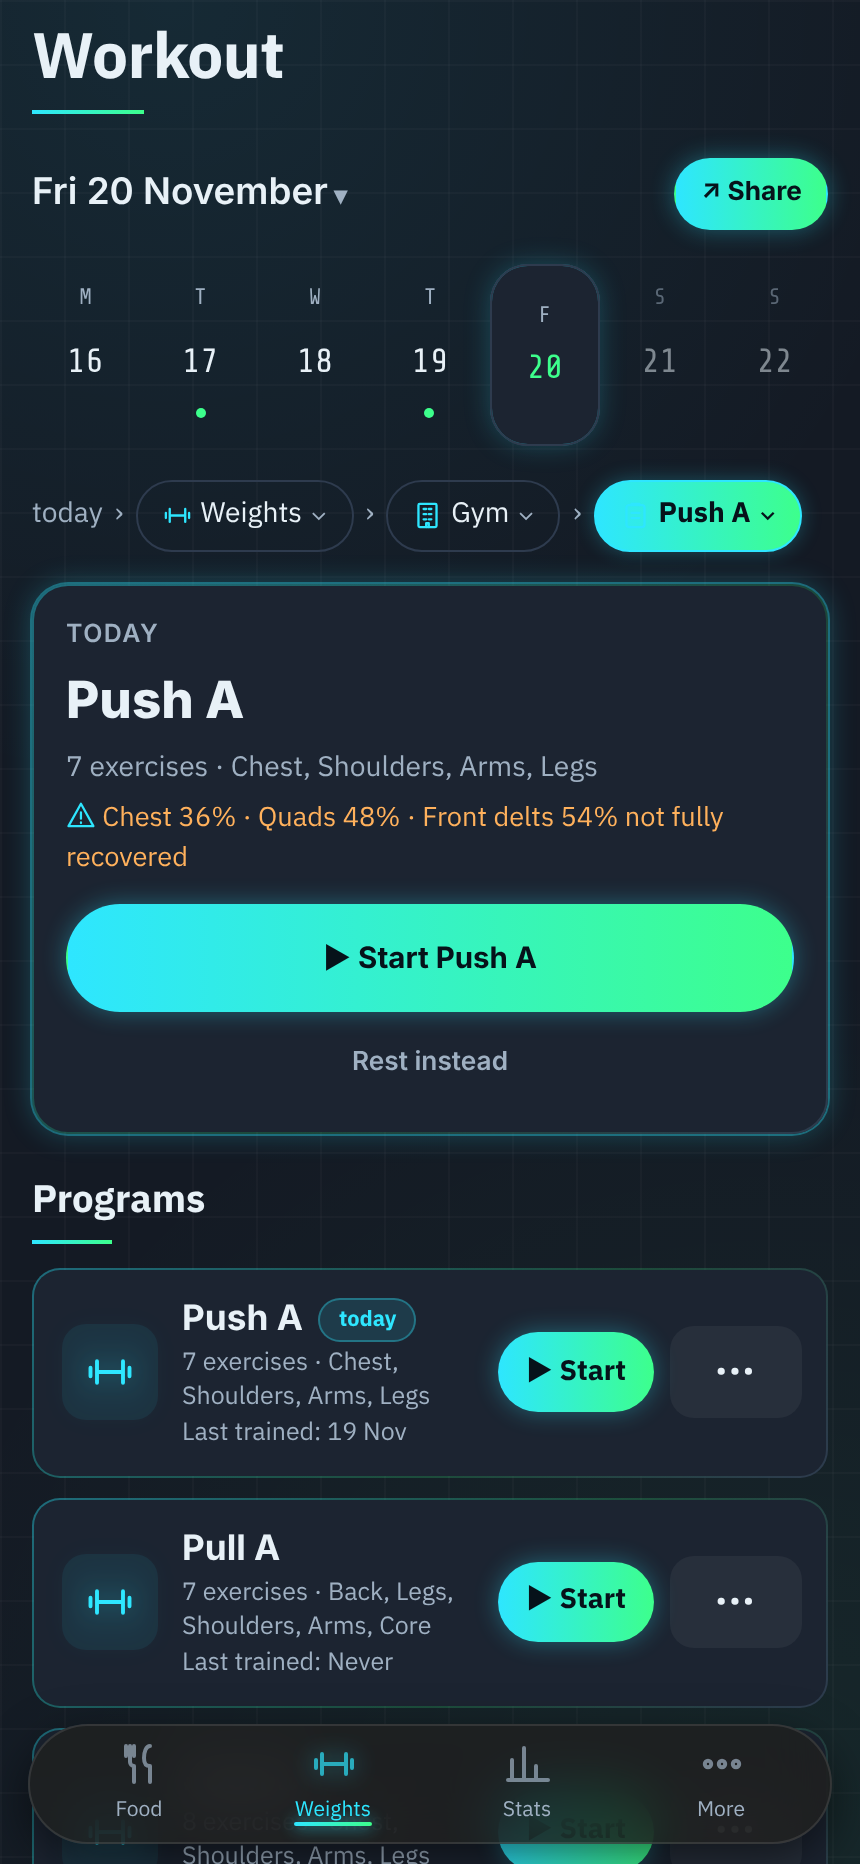 Workout
Fri 20 November ▾
↗ Share
M T W T F S S
16 17 18 19 20 21 22
today › Weights › Gym › Push A
TODAY
Push A
7 exercises · Chest, Shoulders, Arms, Legs
⚠ Chest 36% · Quads 48% · Front delts 54% not fully
recovered
▶ Start Push A
Rest instead
Programs
Push A today
7 exercises · Chest,
Shoulders, Arms, Legs
Last trained: 19 Nov
▶ Start
...
Pull A
7 exercises · Back, Legs,
Shoulders, Arms, Core
Last trained: Never
▶ Start
...
Food
Weights
Stats
More
Start
Shoulders, Arms, Legs